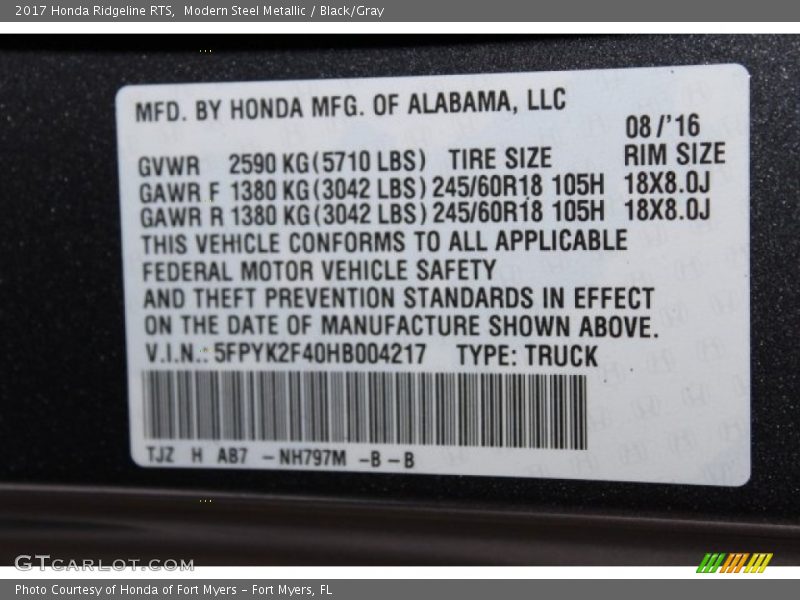 2017 Honda Ridgeline RTS,  Modern Steel Metallic / Black/Gray
MFD. BY HONDA MFG. OF ALABAMA, LLC
08/'16
GVWR 2590 KG(5710 LBS) TIRE SIZE RIM SIZE
GAWR F 1380 KG(3042 LBS) 245/60R18 105H 18X8.0J
GAWR R 1380 KG(3042 LBS) 245/60R18 105H 18X8.0J
THIS VEHICLE CONFORMS TO ALL APPLICABLE
FEDERAL MOTOR VEHICLE SAFETY
AND THEFT PREVENTION STANDARDS IN EFFECT
ON THE DATE OF MANUFACTURE SHOWN ABOVE.
V.I.N.: 5FPYK2F40HB004217 TYPE: TRUCK
TJZ H AB7 -NH797M -B -B
GTCARLOT.COM
Photo Courtesy of Honda of Fort Myers - Fort Myers, FL